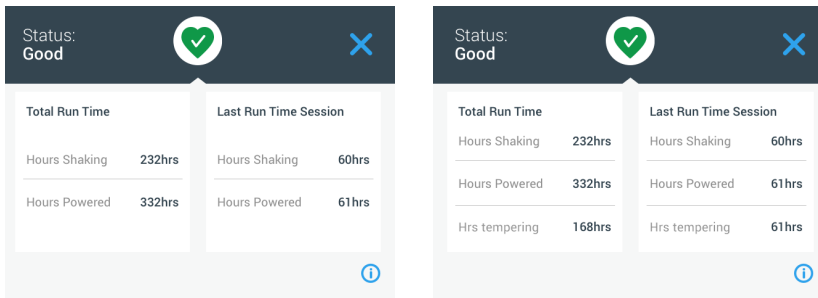 Status:
Good
Total Run Time
Hours Shaking 232hrs
Hours Powered 332hrs
Last Run Time Session
Hours Shaking 60hrs
Hours Powered 61hrs
Status:
Good
Total Run Time
Hours Shaking 232hrs
Hours Powered 332hrs
Hrs tempering 168hrs
Last Run Time Session
Hours Shaking 60hrs
Hours Powered 61hrs
Hrs tempering 61hrs